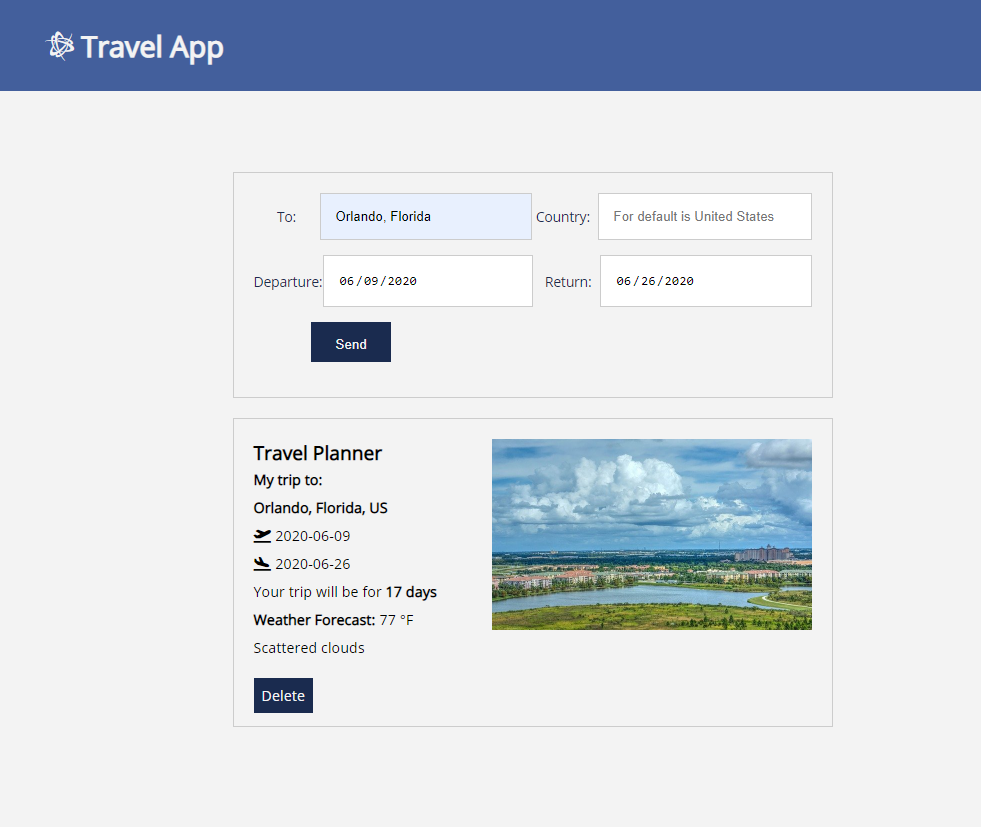 Travel App
To: Orlando, Florida Country: For default is United States
Departure: 06/09/2020 Return: 06/26/2020
Send
Travel Planner
My trip to:
Orlando, Florida, US
2020-06-09
2020-06-26
Your trip will be for 17 days
Weather Forecast: 77 °F
Scattered clouds
Delete